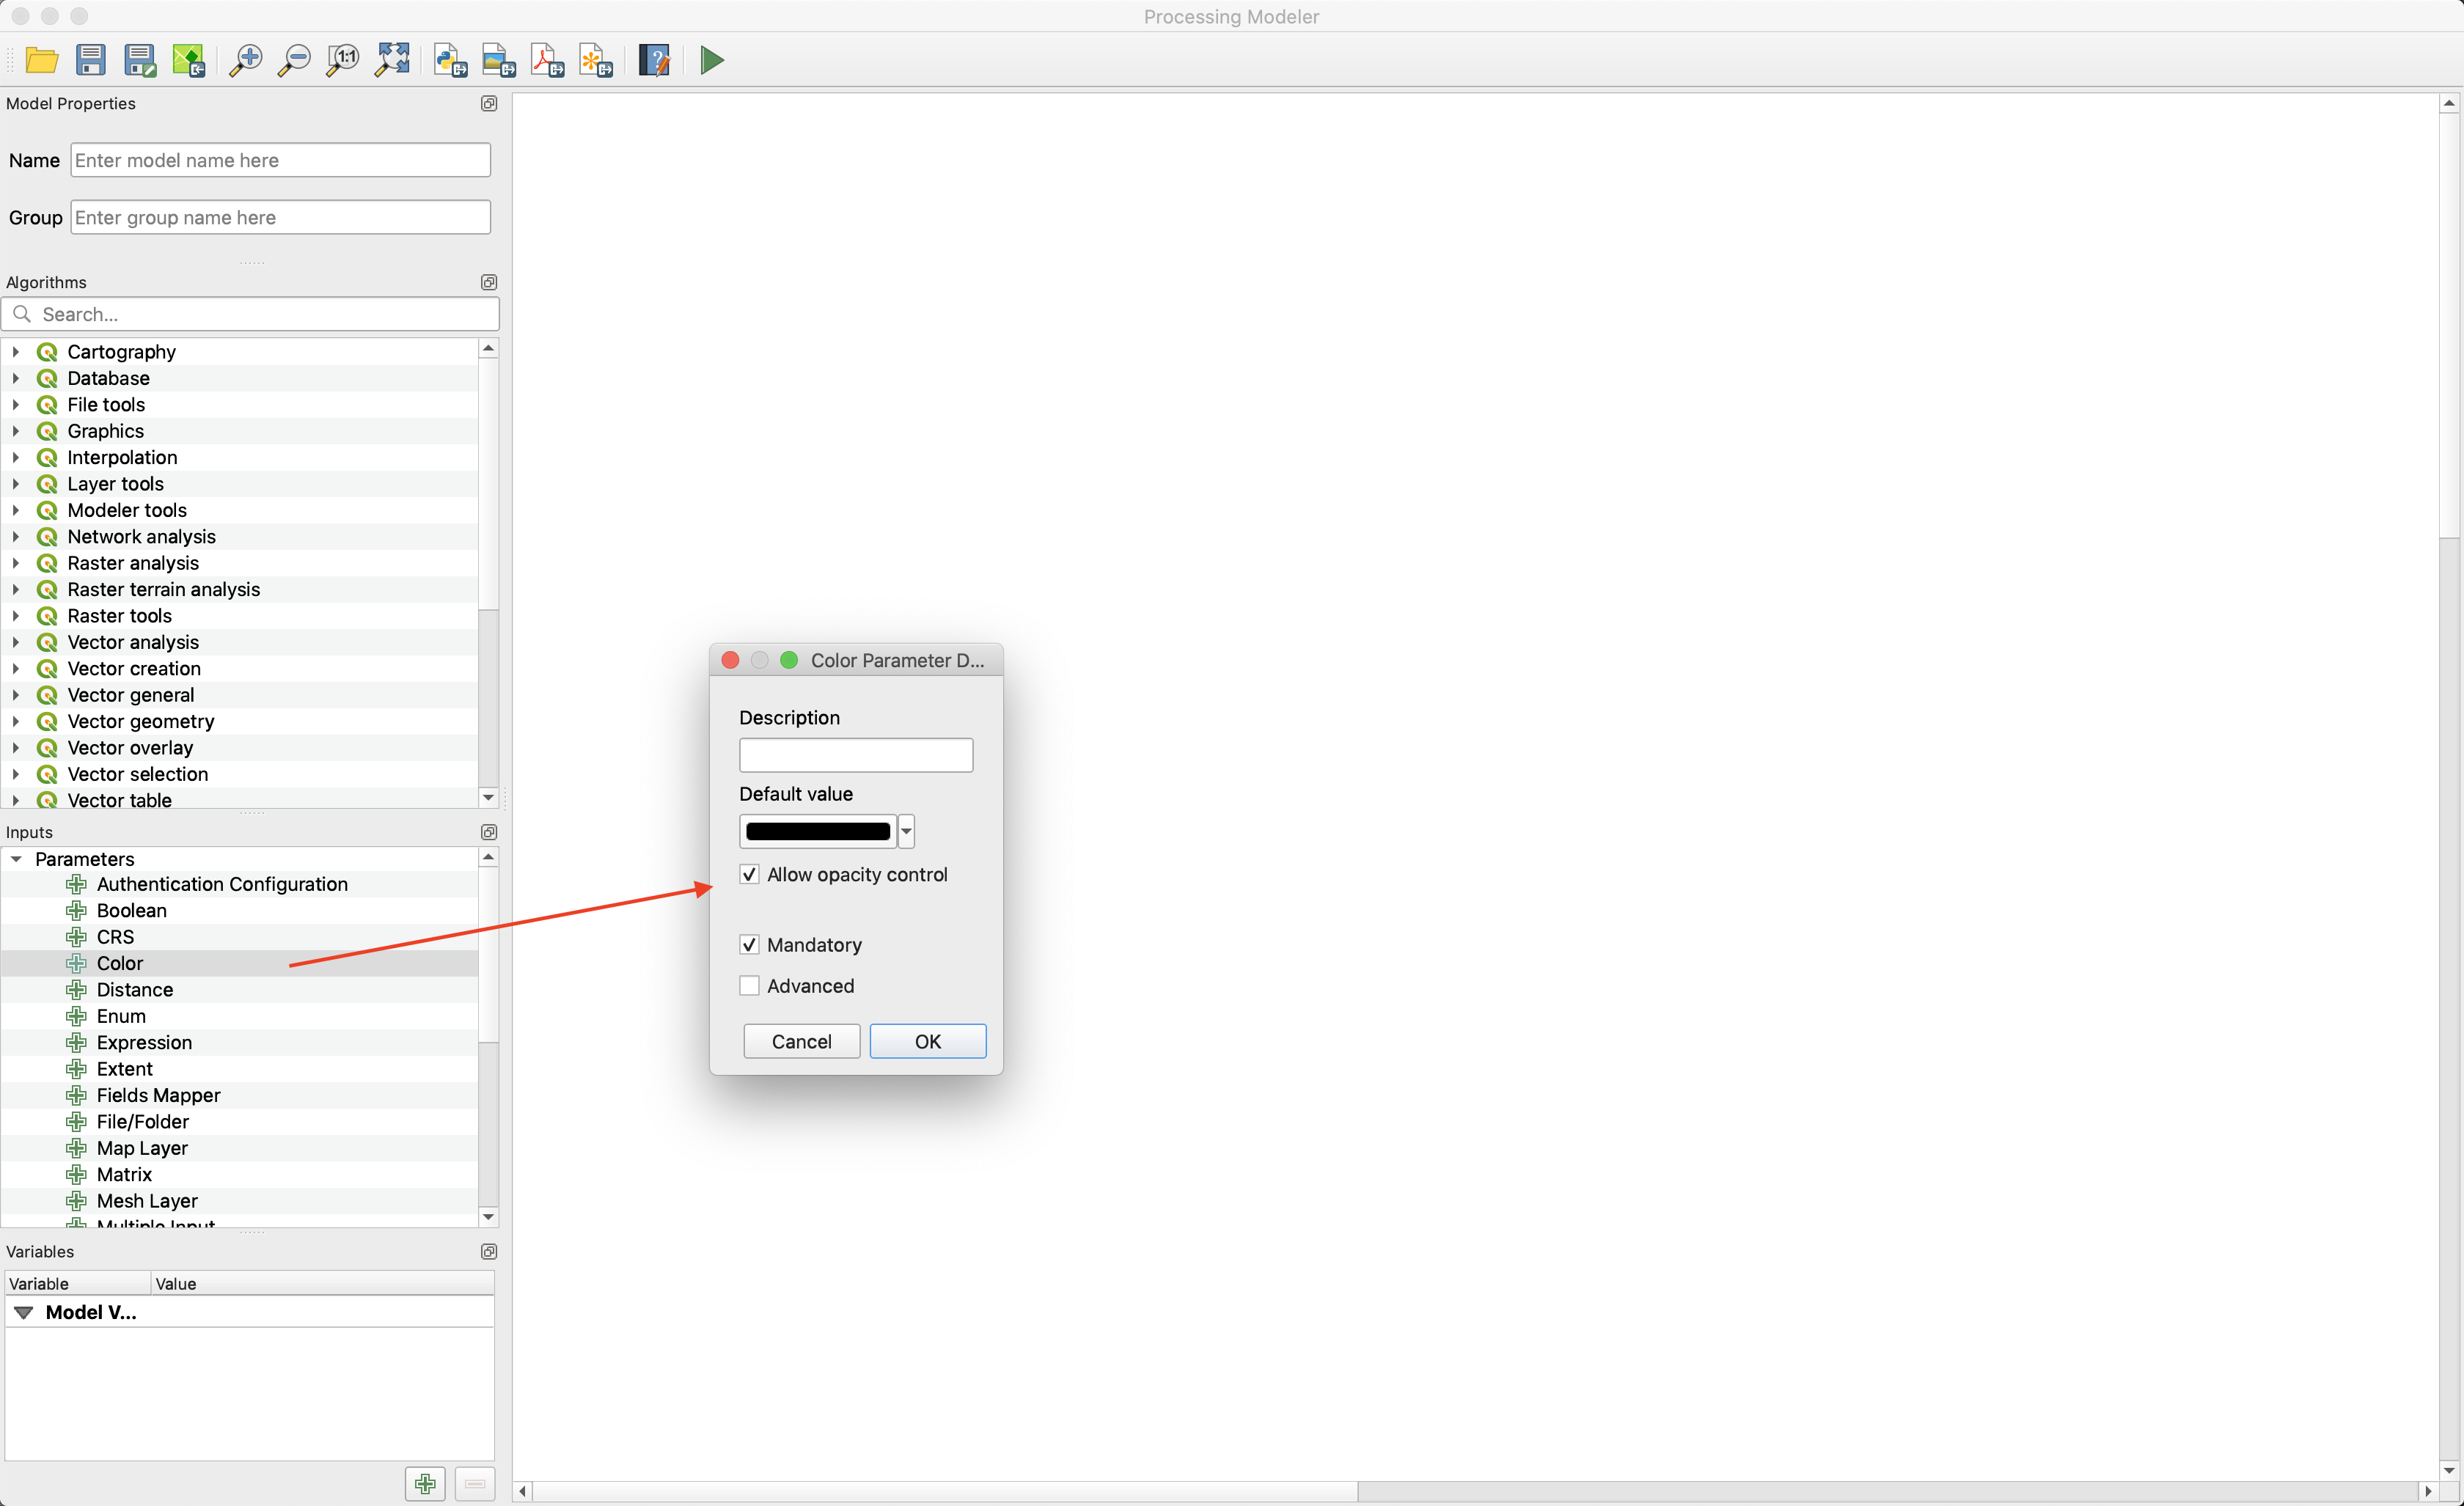 Processing Modeler
1:1
?
Model Properties
Name
Enter model name here
Group
Enter group name here
Algorithms
Search...
Cartography
Database
File tools
Graphics
Interpolation
Layer tools
Modeler tools
Network analysis
Raster analysis
Raster terrain analysis
Raster tools
Vector analysis
Vector creation
Vector general
Vector geometry
Vector overlay
Vector selection
Vector table
Inputs
Parameters
Authentication Configuration
Boolean
CRS
Color
Distance
Enum
Expression
Extent
Fields Mapper
File/Folder
Map Layer
Matrix
Mesh Layer
Multiple Input
Variables
Variable Value
Model V...
Color Parameter D...
Description
Default value
Allow opacity control
Mandatory
Advanced
Cancel OK